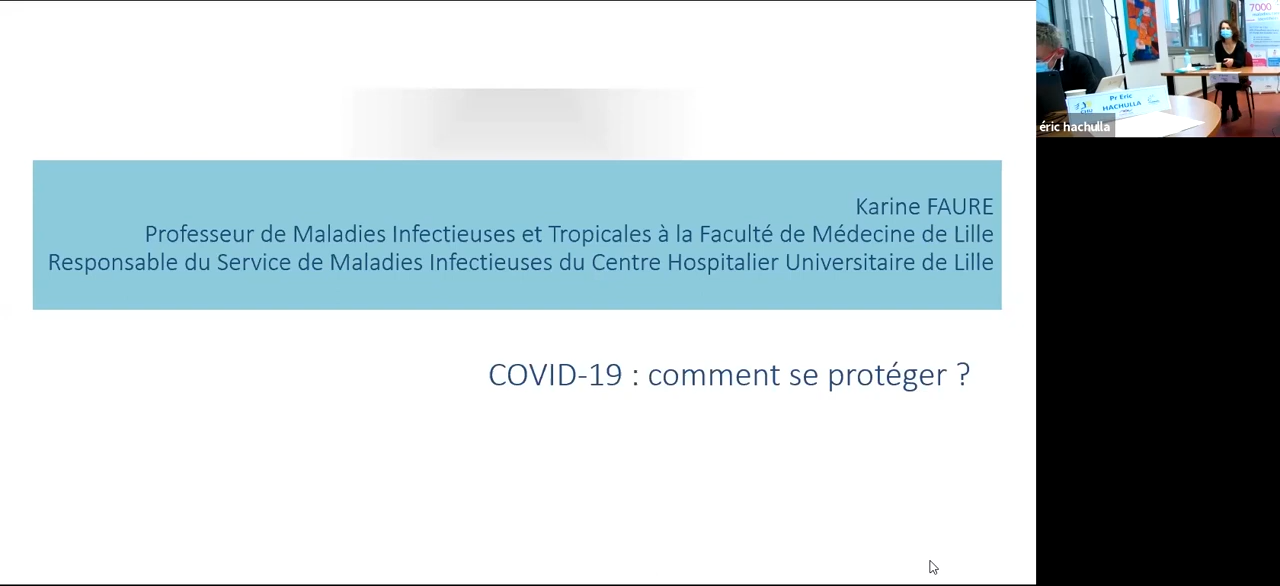 Karine FAURE
Professeur de Maladies Infectieuses et Tropicales à la Faculté de Médecine de Lille
Responsable du Service de Maladies Infectieuses du Centre Hospitalier Universitaire de Lille
COVID-19 : comment se protéger ?
7000
Pr Eric
HACHULLA
éric hachulla